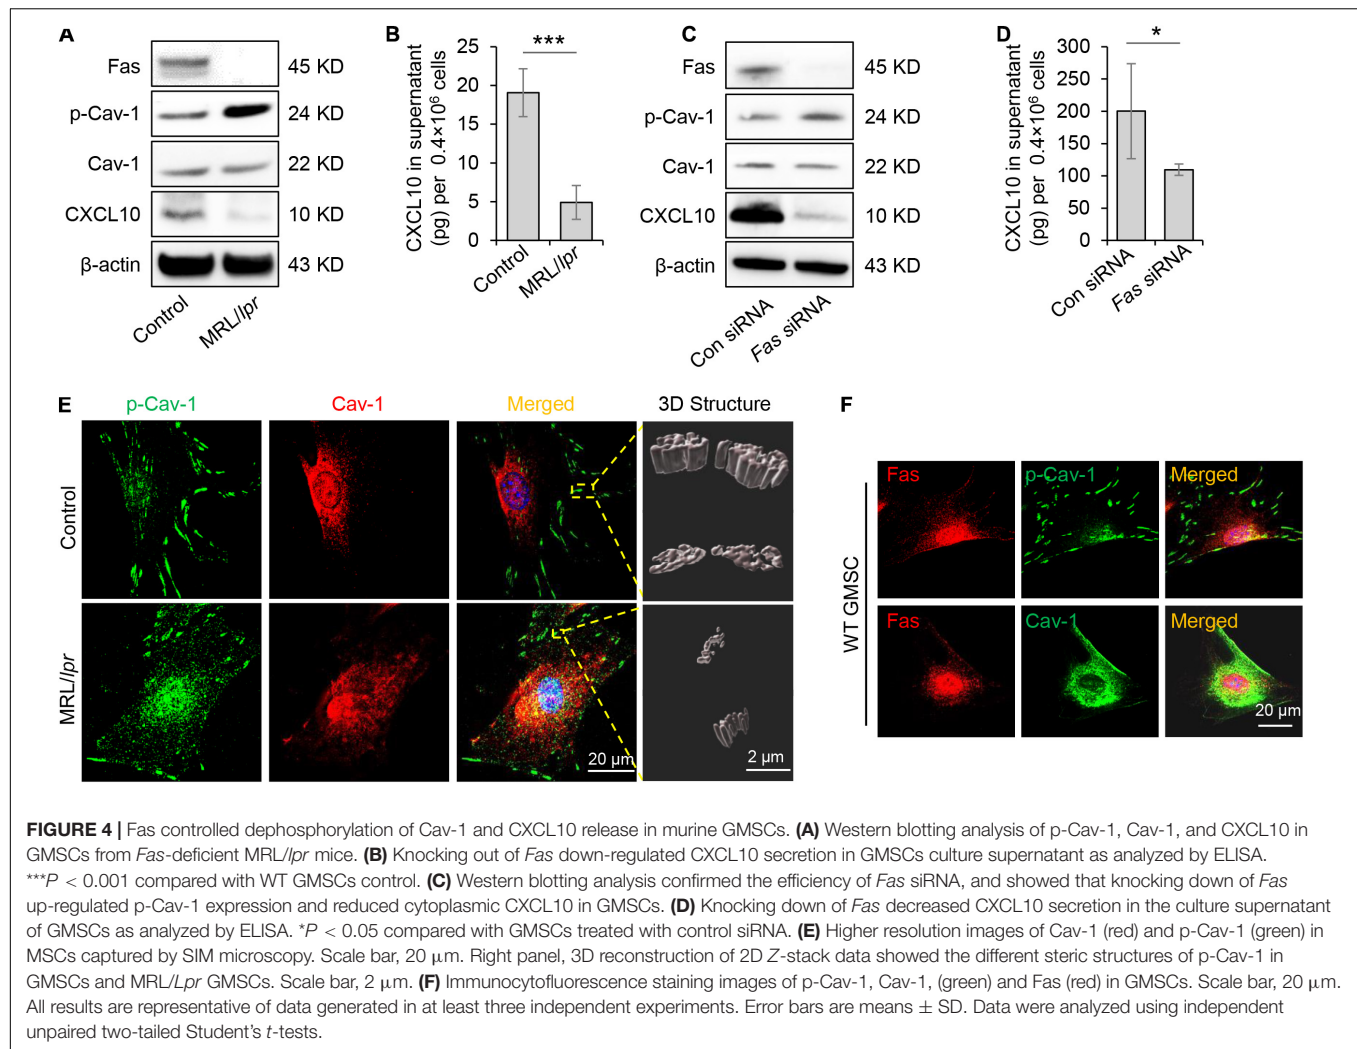 A
Fas
45 KD
p-Cav-1
24 KD
Cav-1
22 KD
CXCL10
10 KD
β-actin
43 KD
Control
MRL/lpr
B
CXCL10 in supernatant
(pg) per 0.4×10⁶ cells
25
20
15
10
5
0
***
Control
MRL/lpr
C
Fas
45 KD
p-Cav-1
24 KD
Cav-1
22 KD
CXCL10
10 KD
β-actin
43 KD
Con siRNA
Fas siRNA
D
CXCL10 in supernatant
(pg) per 0.4×10⁶ cells
300
250
200
150
100
50
0
*
Con siRNA
Fas siRNA
E
p-Cav-1
Cav-1
Merged
3D Structure
Control
MRL/lpr
20 μm
2 μm
F
WT GMSC
Fas
p-Cav-1
Merged
Fas
Cav-1
Merged
20 μm
FIGURE 4 | Fas controlled dephosphorylation of Cav-1 and CXCL10 release in murine GMSCs. (A) Western blotting analysis of p-Cav-1, Cav-1, and CXCL10 in
GMSCs from Fas-deficient MRL/lpr mice. (B) Knocking out of Fas down-regulated CXCL10 secretion in GMSCs culture supernatant as analyzed by ELISA.
***P < 0.001 compared with WT GMSCs control. (C) Western blotting analysis confirmed the efficiency of Fas siRNA, and showed that knocking down of Fas
up-regulated p-Cav-1 expression and reduced cytoplasmic CXCL10 in GMSCs. (D) Knocking down of Fas decreased CXCL10 secretion in the culture supernatant
of GMSCs as analyzed by ELISA. *P < 0.05 compared with GMSCs treated with control siRNA. (E) Higher resolution images of Cav-1 (red) and p-Cav-1 (green) in
MSCs captured by SIM microscopy. Scale bar, 20 μm. Right panel, 3D reconstruction of 2D Z-stack data showed the different steric structures of p-Cav-1 in
GMSCs and MRL/Lpr GMSCs. Scale bar, 2 μm. (F) Immunocytofluorescence staining images of p-Cav-1, Cav-1, (green) and Fas (red) in GMSCs. Scale bar, 20 μm.
All results are representative of data generated in at least three independent experiments. Error bars are means ± SD. Data were analyzed using independent
unpaired two-tailed Student's t-tests.